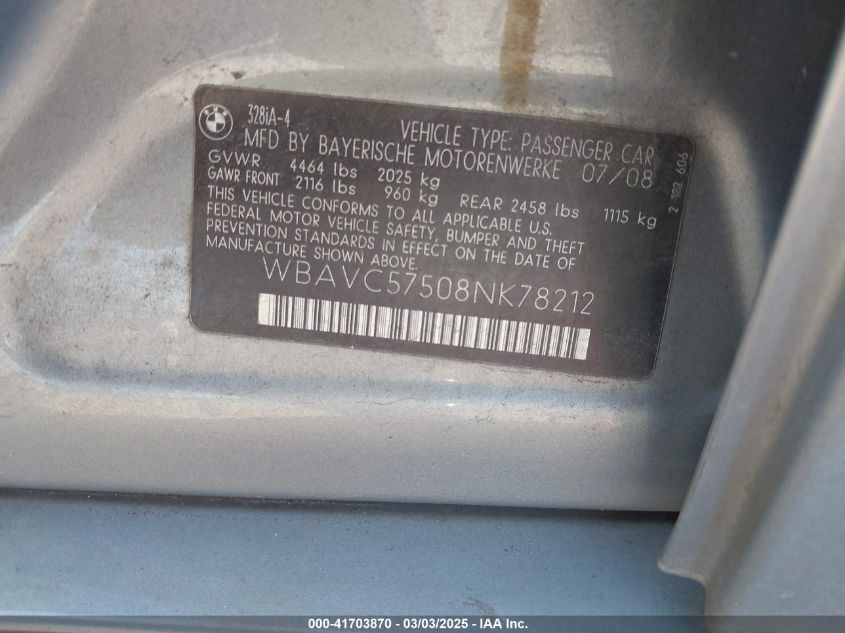 BMW
328iA-4
VEHICLE TYPE: PASSENGER CAR
MFD BY BAYERISCHE MOTORENWERKE 07/08
GVWR 4464 lbs 2025 kg
GAWR FRONT 2116 lbs 960 kg REAR 2458 lbs 1115 kg
THIS VEHICLE CONFORMS TO ALL APPLICABLE U.S.
FEDERAL MOTOR VEHICLE SAFETY, BUMPER AND THEFT
PREVENTION STANDARDS IN EFFECT ON THE DATE OF
MANUFACTURE SHOWN ABOVE.
WBAVC57508NK78212
606
000-41703870 / 03/03/2025 - IAA Inc.